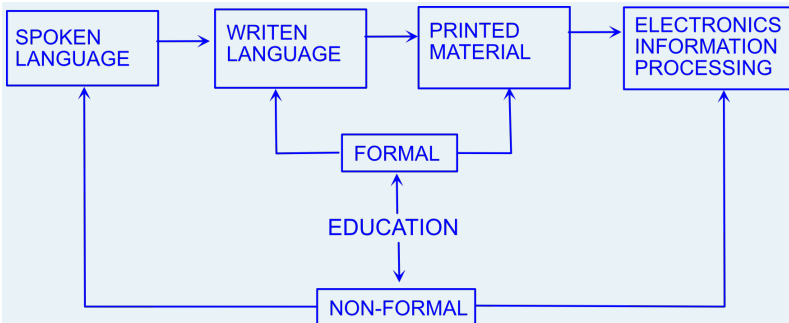 SPOKEN
LANGUAGE
WRITEN
LANGUAGE
PRINTED
MATERIAL
ELECTRONICS
INFORMATION
PROCESSING
FORMAL
EDUCATION
NON-FORMAL